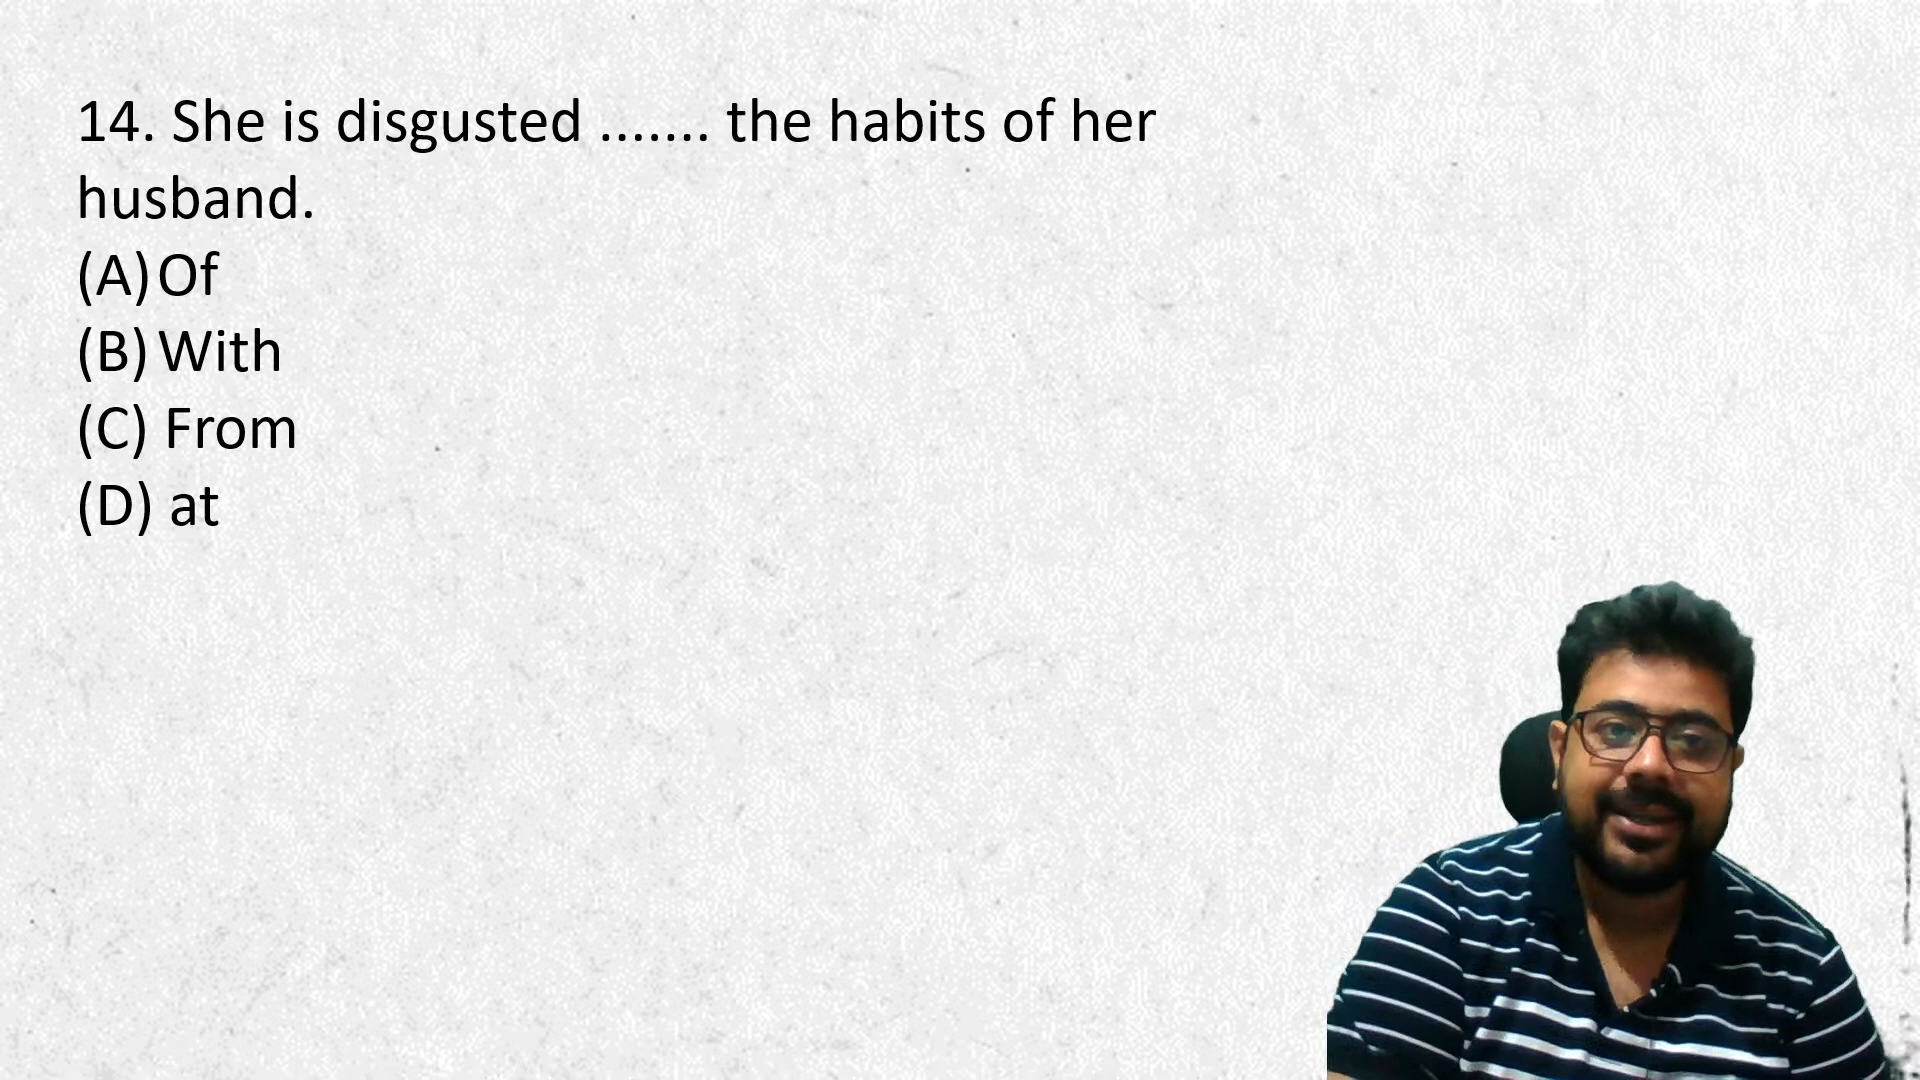 14. She is disgusted ....... the habits of her
husband.
(A) Of
(B) With
(C) From
(D) at